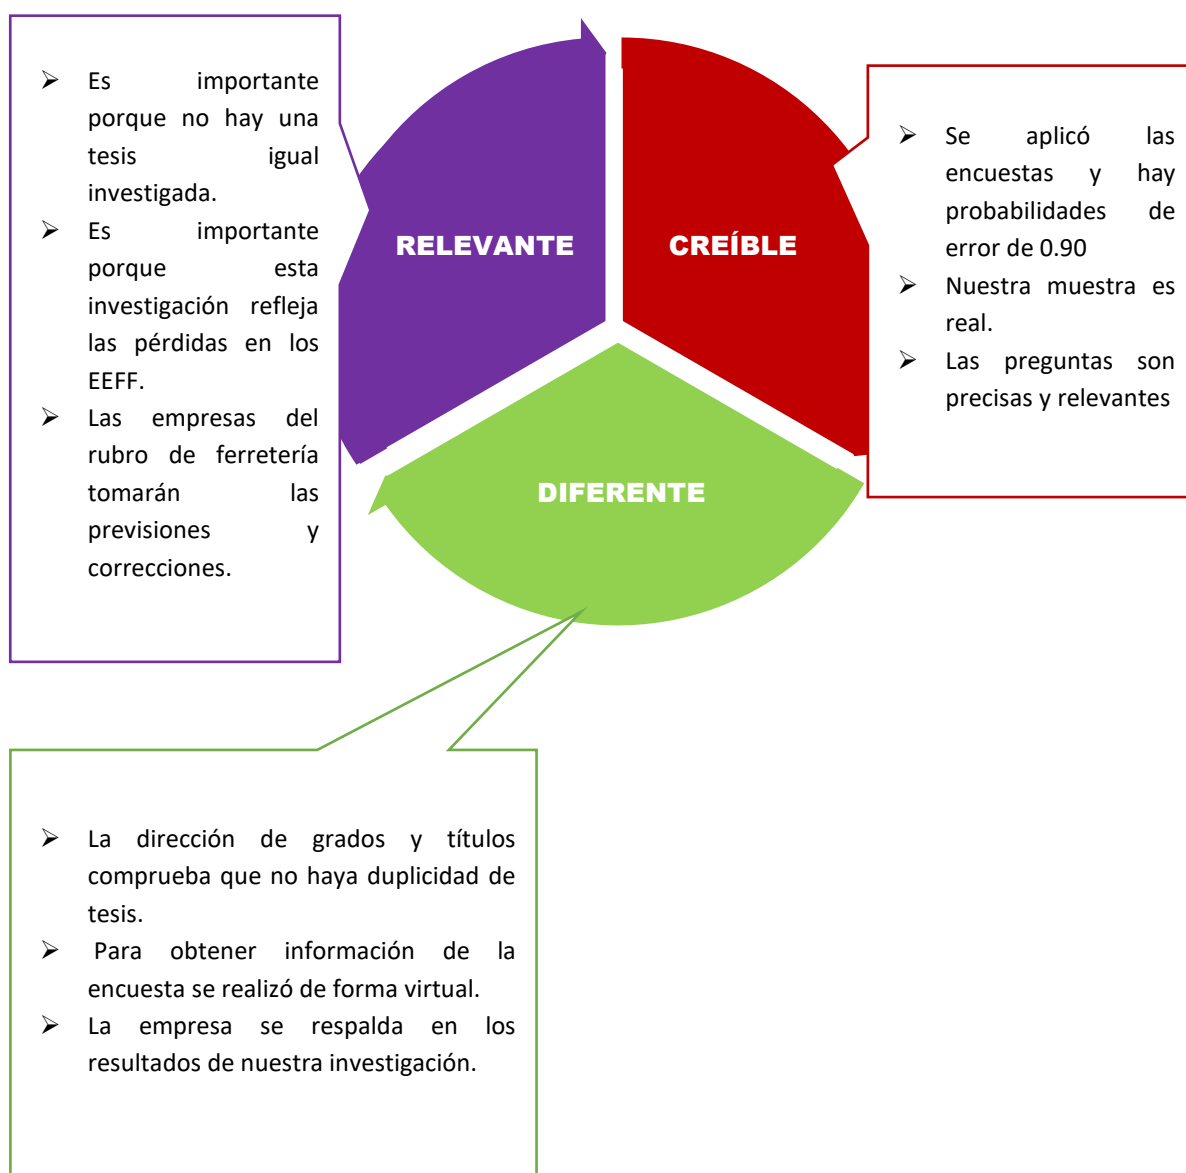 ➢ Es importante
porque no hay una
tesis igual
investigada.
➢ Es importante
porque esta
investigación refleja
las pérdidas en los
EEFF.
➢ Las empresas del
rubro de ferretería
tomarán las
previsiones y
correcciones.
RELEVANTE
CREÍBLE
➢ Se aplicó las
encuestas y hay
probabilidades de
error de 0.90
➢ Nuestra muestra es
real.
➢ Las preguntas son
precisas y relevantes
DIFERENTE
➢ La dirección de grados y títulos
comprueba que no haya duplicidad de
tesis.
➢ Para obtener información de la
encuesta se realizó de forma virtual.
➢ La empresa se respalda en los
resultados de nuestra investigación.